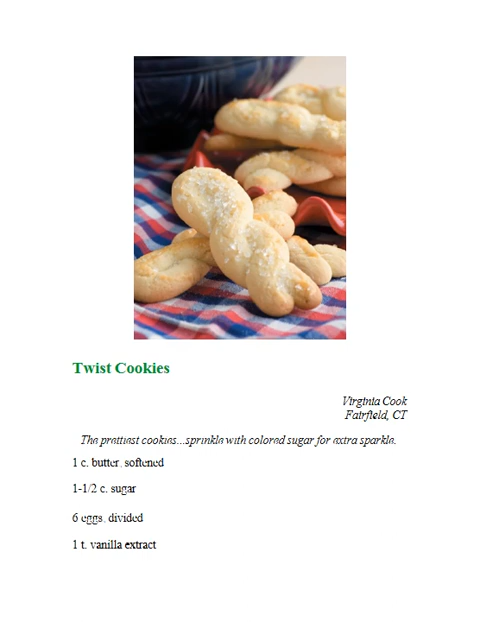 Twist Cookies
Virginia Cook
Fairfield, CT
The prettiest cookies...sprinkle with colored sugar for extra sparkle.
1 c. butter, softened
1-1/2 c. sugar
6 eggs, divided
1 t. vanilla extract